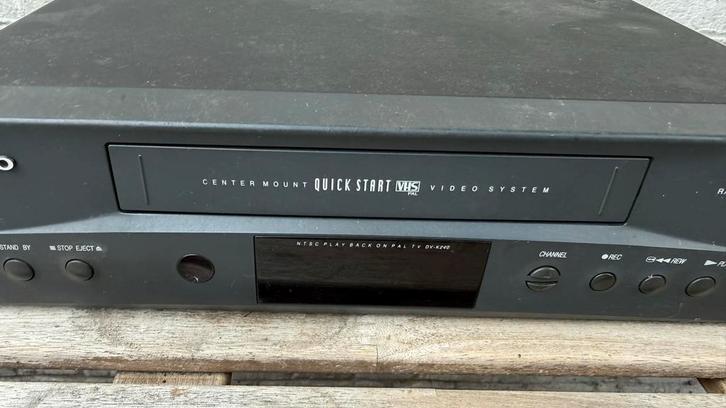 CENTER MOUNT QUICK START VHS PAL VIDEO SYSTEM
NTSC PLAY BACK ON PAL TV DV-K240
STAND BY
■ STOP EJECT ⏏
CHANNEL
● REC
◀◀ REW
▶